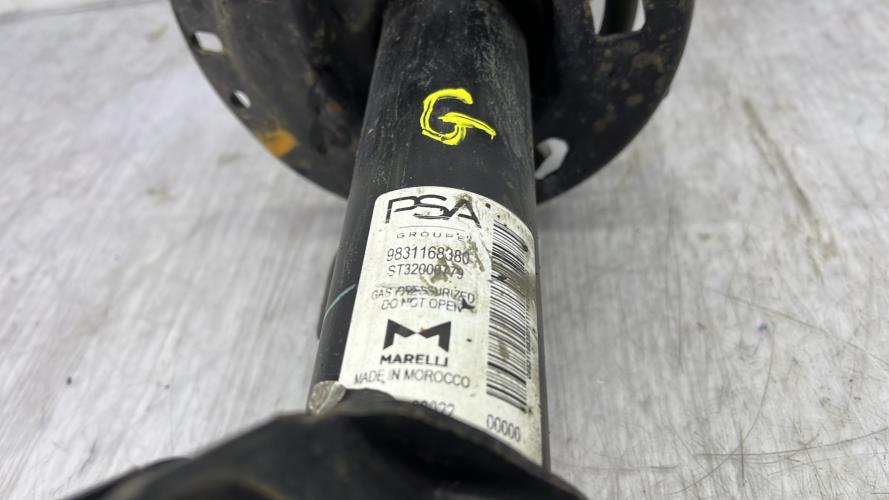 G
PSA
GROUPE
9831168380
GAS PRESSURIZED
DO NOT OPEN
MARELLI
MADE IN MOROCCO
00000